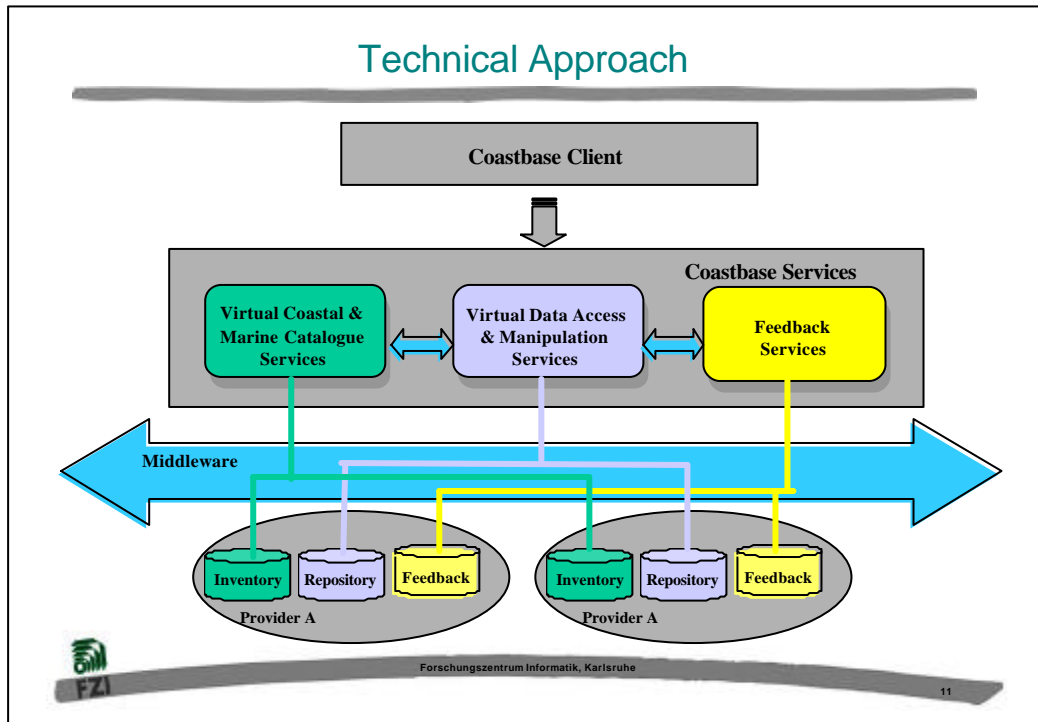 Technical Approach
Coastbase Client
Coastbase Services
Virtual Coastal &
Marine Catalogue
Services
Virtual Data Access
& Manipulation
Services
Feedback
Services
Middleware
Inventory
Repository
Feedback
Provider A
Inventory
Repository
Feedback
Provider A
FZI
Forschungszentrum Informatik, Karlsruhe
11